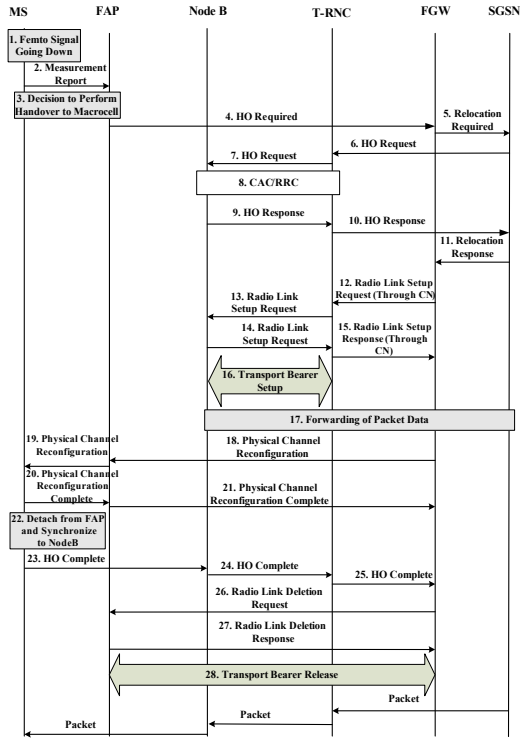 MS FAP Node B T-RNC FGW SGSN
1. Femto Signal
Going Down
2. Measurement
Report
3. Decision to Perform
Handover to Macrocell
4. HO Required
5. Relocation
Required
6. HO Request
7. HO Request
8. CAC/RRC
9. HO Response
10. HO Response
11. Relocation
Response
12. Radio Link Setup
Request (Through CN)
13. Radio Link
Setup Request
14. Radio Link
Setup Request
15. Radio Link Setup
Response (Through
CN)
16. Transport Bearer
Setup
17. Forwarding of Packet Data
18. Physical Channel
Reconfiguration
19. Physical Channel
Reconfiguration
20. Physical Channel
Reconfiguration
Complete
21. Physical Channel
Reconfiguration Complete
22. Detach from FAP
and Synchronize
to NodeB
23. HO Complete
24. HO Complete
25. HO Complete
26. Radio Link Deletion
Request
27. Radio Link Deletion
Response
28. Transport Bearer Release
Packet
Packet
Packet